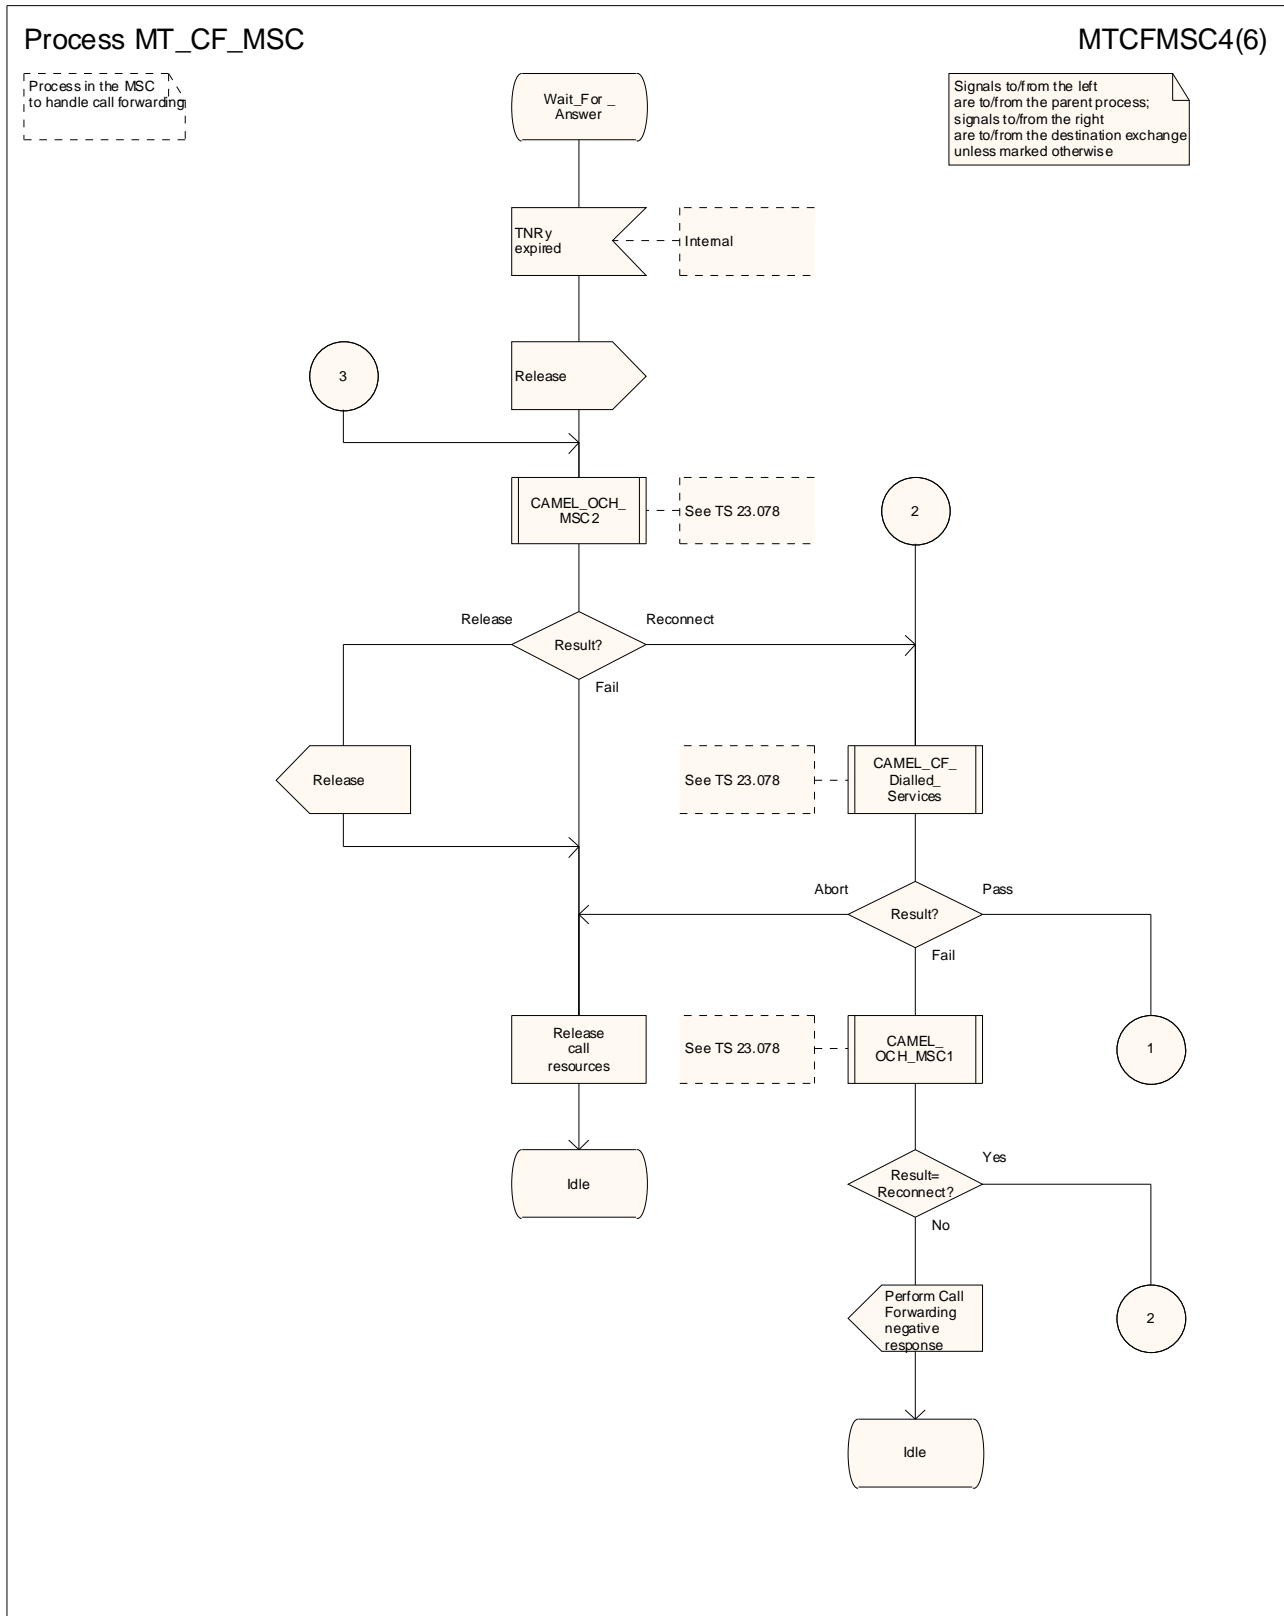 Process MT_CF_MSC
MTCFMSC4(6)
Process in the MSC
to handle call forwarding
Signals to/from the left
are to/from the parent process;
signals to/from the right
are to/from the destination exchange
unless marked otherwise
Wait_For _
Answer
TNRy
expired
Internal
3
Release
CAMEL_OCH_
MSC2
See TS 23.078
2
Release
Result?
Reconnect
Fail
Release
See TS 23.078
CAMEL_CF_
Dialled_
Services
Abort
Result?
Pass
Fail
Release
call
resources
See TS 23.078
CAMEL_
OCH_MSC1
1
Idle
Result=
Reconnect?
Yes
No
Perform Call
Forwarding
negative
response
2
Idle